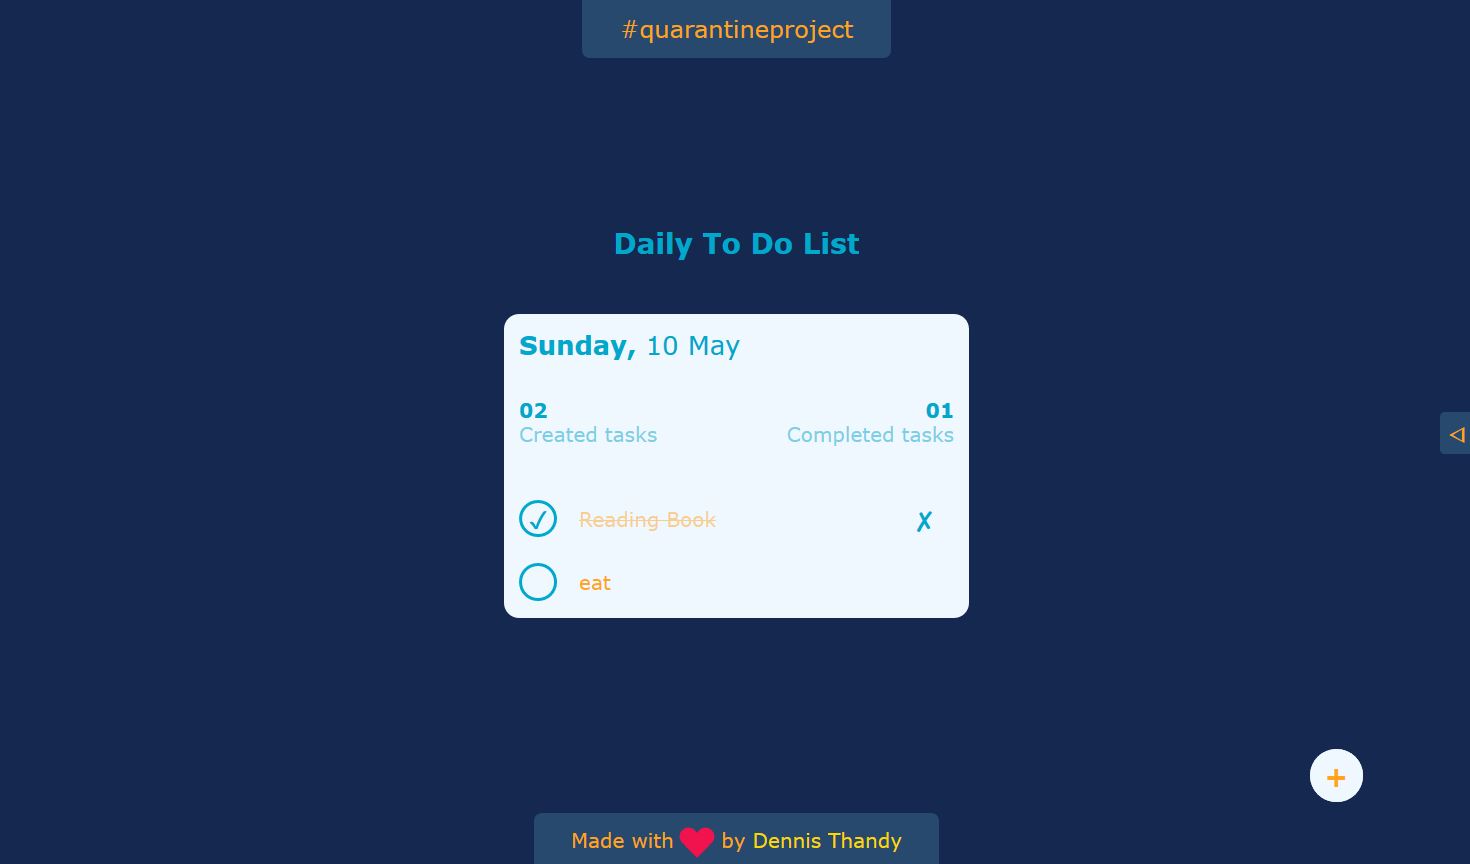 #quarantineproject
Daily To Do List
Sunday, 10 May
02 01
Created tasks Completed tasks
✓ Reading Book ✗
eat
+
Made with ❤ by Dennis Thandy